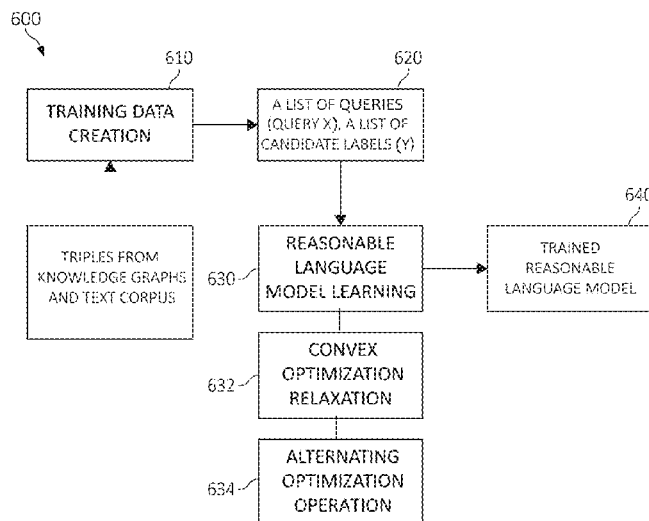 600
610
TRAINING DATA
CREATION
620
A LIST OF QUERIES
(QUERY X), A LIST OF
CANDIDATE LABELS (Y)
TRIPLES FROM
KNOWLEDGE GRAPHS
AND TEXT CORPUS
630
REASONABLE
LANGUAGE
MODEL LEARNING
640
TRAINED
REASONABLE
LANGUAGE MODEL
632
CONVEX
OPTIMIZATION
RELAXATION
634
ALTERNATING
OPTIMIZATION
OPERATION